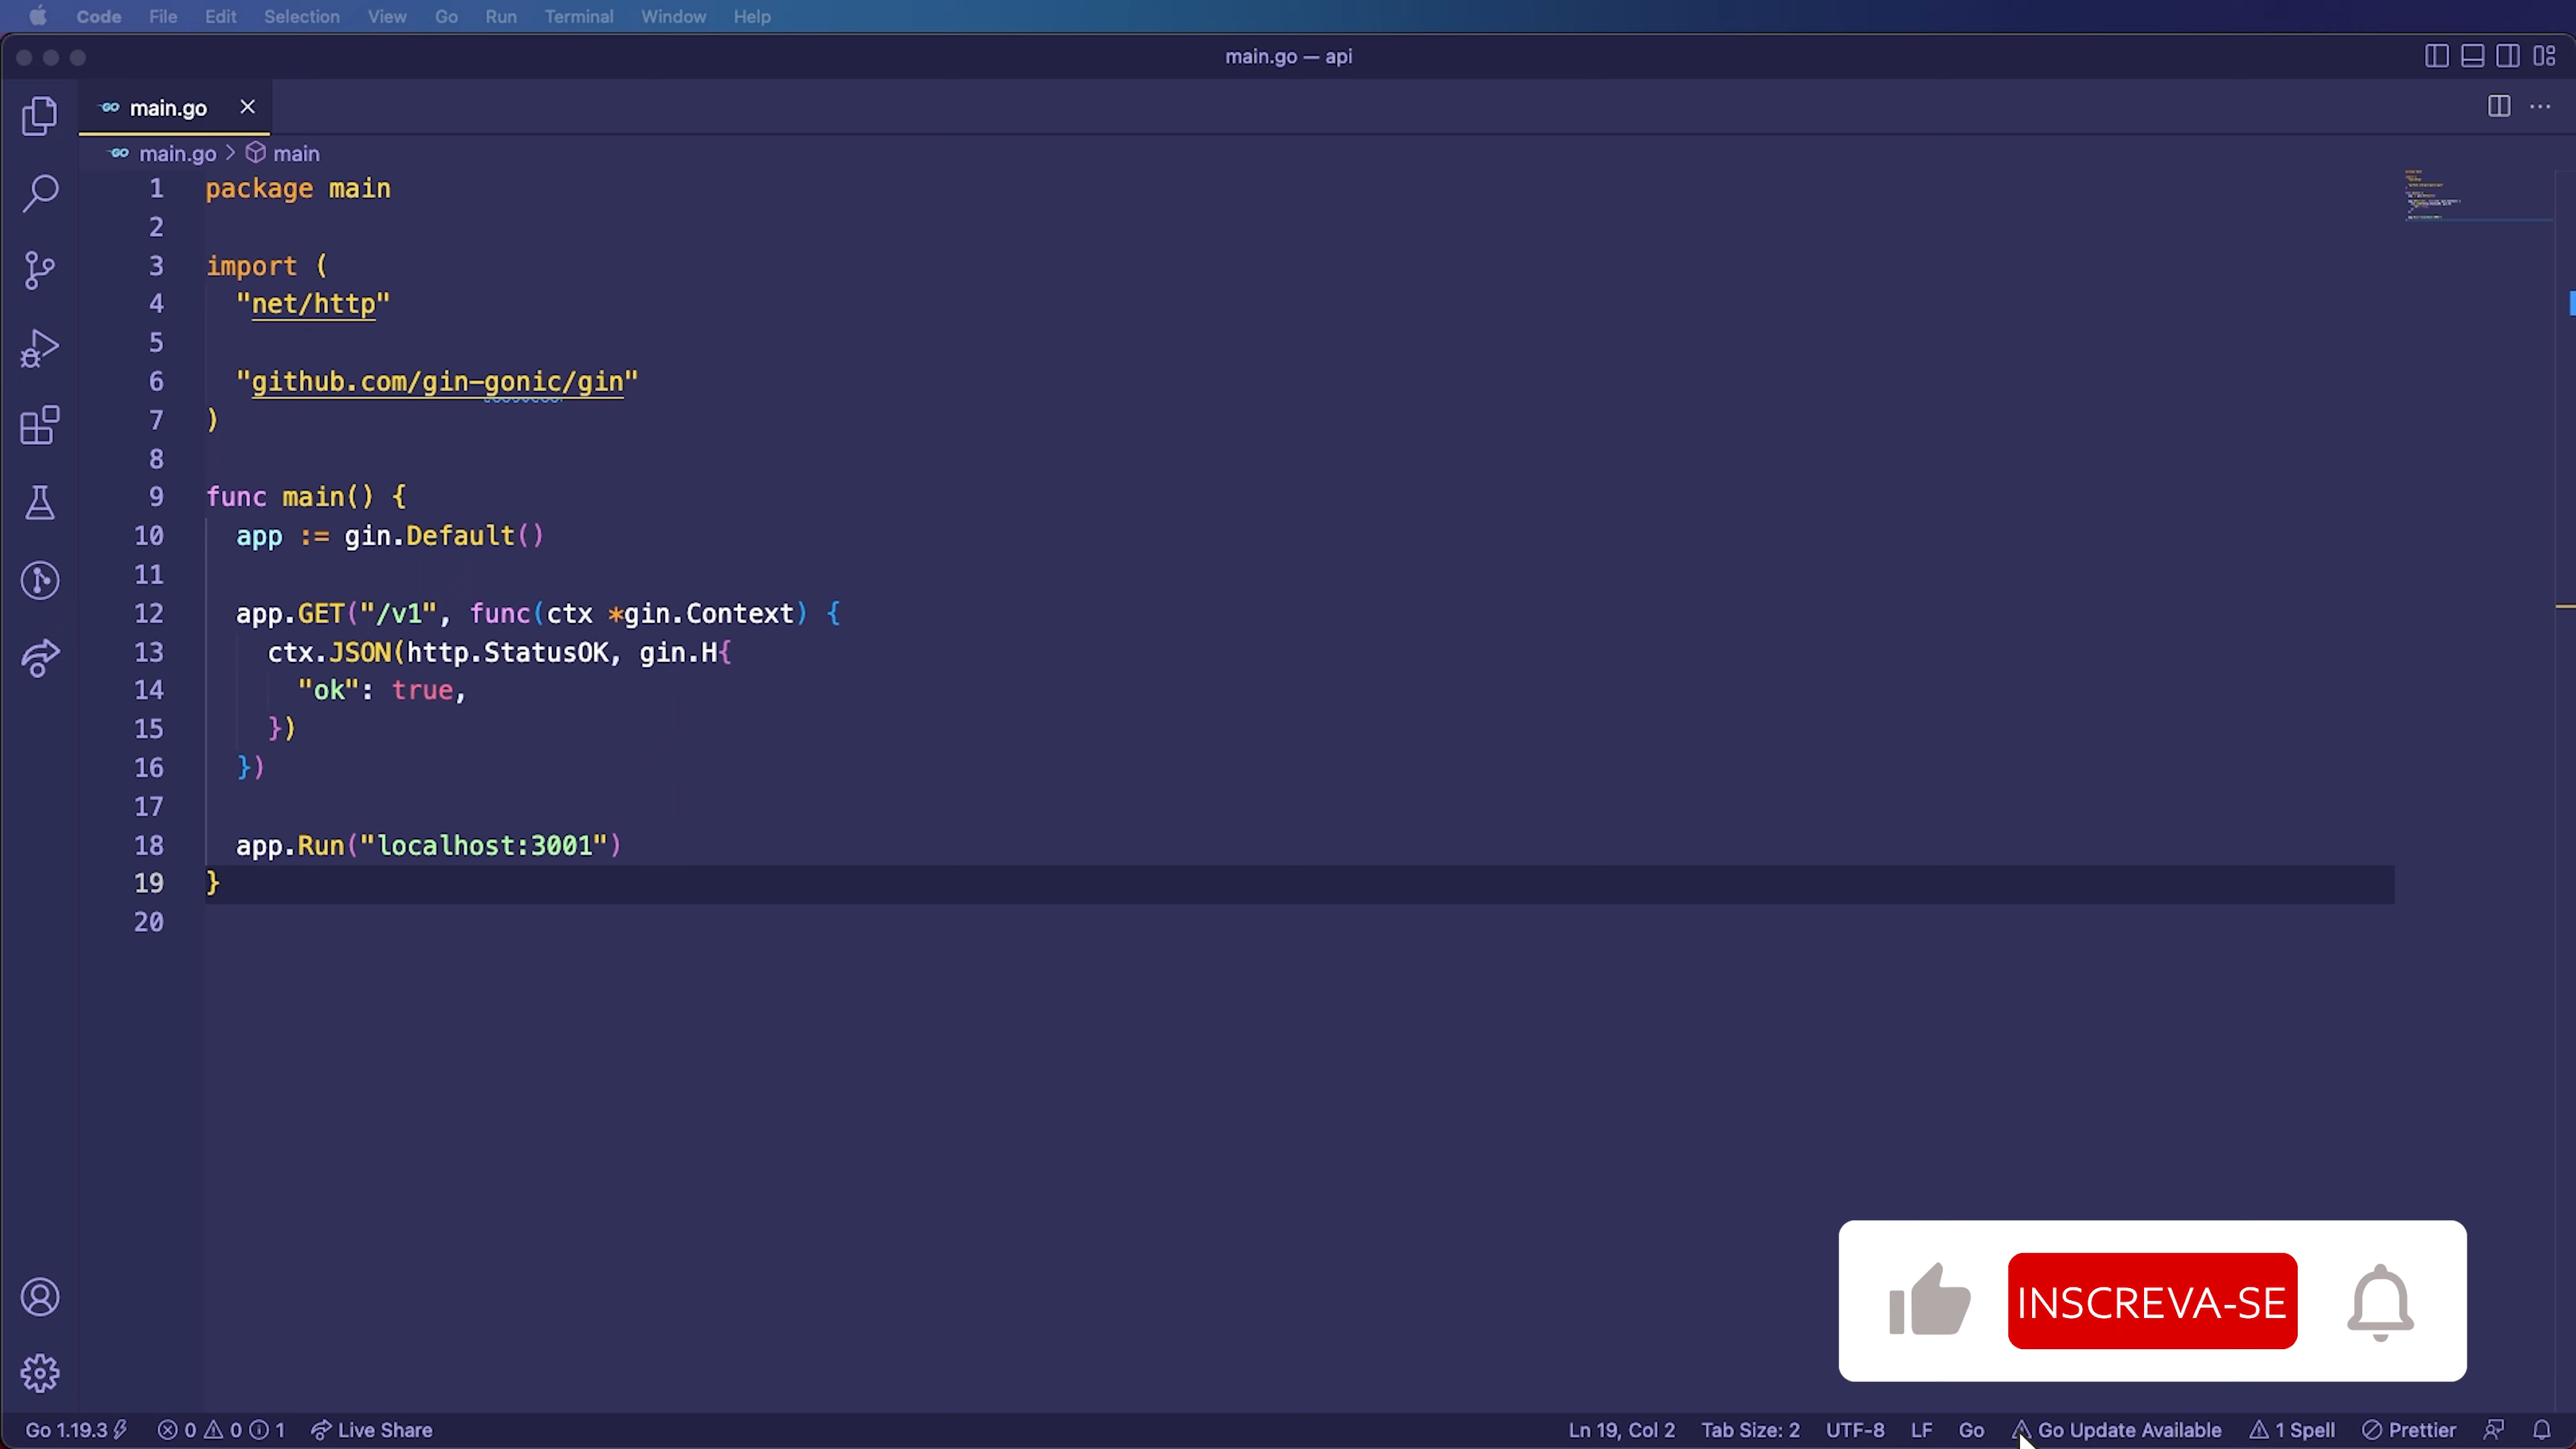 Code File Edit Selection View Go Run Terminal Window Help
main.go — api
main.go
main.go > main
1 package main
2
3 import (
4 "net/http"
5
6 "github.com/gin-gonic/gin"
7 )
8
9 func main() {
10 app := gin.Default()
11
12 app.GET("/v1", func(ctx *gin.Context) {
13 ctx.JSON(http.StatusOK, gin.H{
14 "ok": true,
15 })
16 })
17
18 app.Run("localhost:3001")
19 }
20
INSCREVA-SE
Go 1.19.3 0 0 1 Live Share Ln 19, Col 2 Tab Size: 2 UTF-8 LF Go Go Update Available 1 Spell Prettier